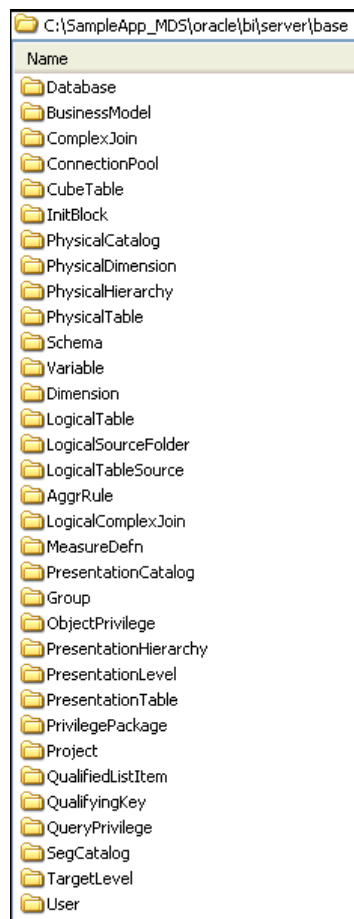 C:\SampleApp_MDS\oracle\bi\server\base
Name
Database
BusinessModel
ComplexJoin
ConnectionPool
CubeTable
InitBlock
PhysicalCatalog
PhysicalDimension
PhysicalHierarchy
PhysicalTable
Schema
Variable
Dimension
LogicalTable
LogicalSourceFolder
LogicalTableSource
AggrRule
LogicalComplexJoin
MeasureDefn
PresentationCatalog
Group
ObjectPrivilege
PresentationHierarchy
PresentationLevel
PresentationTable
PrivilegePackage
Project
QualifiedListItem
QualifyingKey
QueryPrivilege
SegCatalog
TargetLevel
User